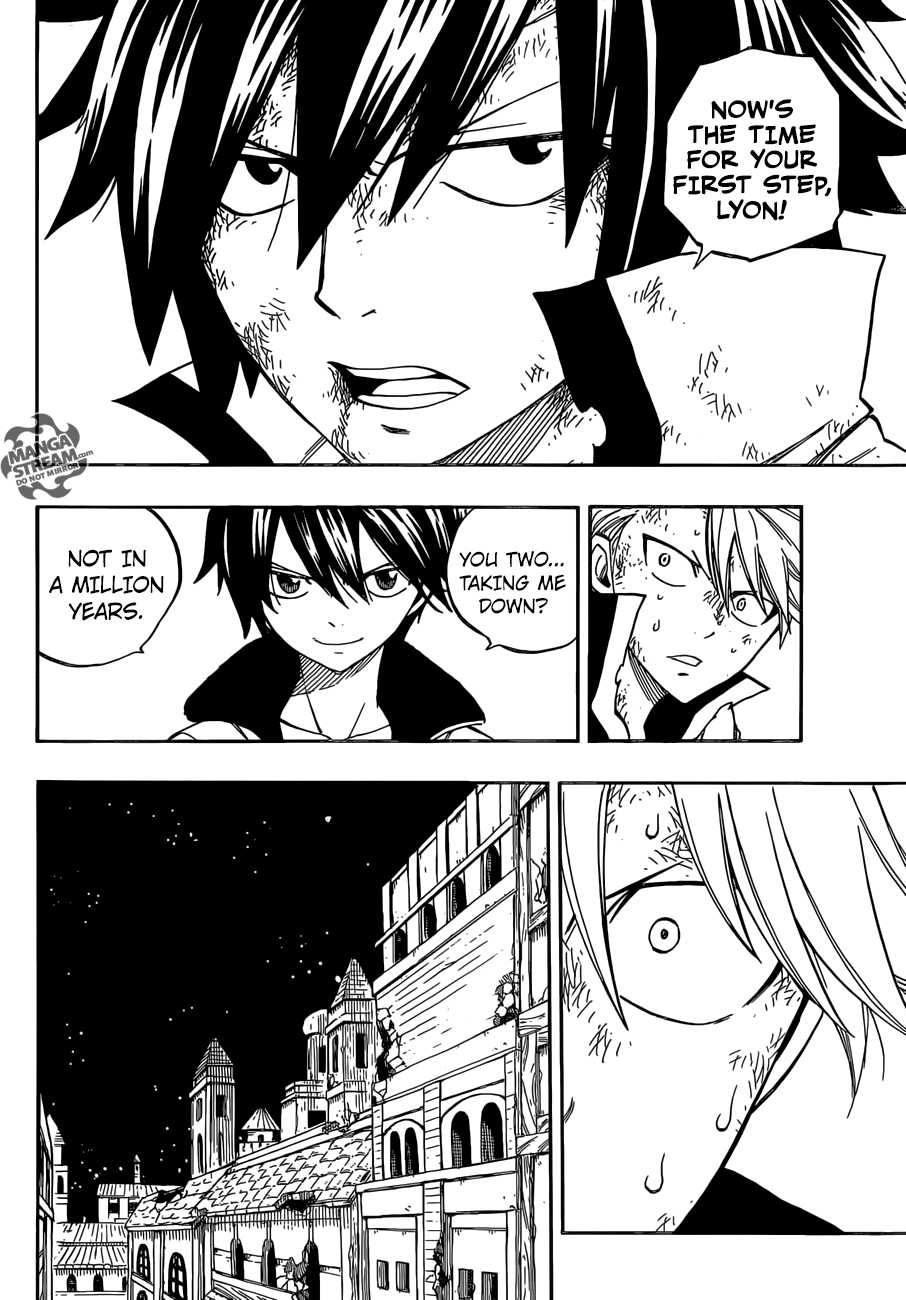 NOW'S
THE TIME
FOR YOUR
FIRST STEP,
LYON!
MANGA
STREAM.com
DO NOT MIRROR
YOU TWO...
TAKING ME
DOWN?
NOT IN
A MILLION
YEARS.